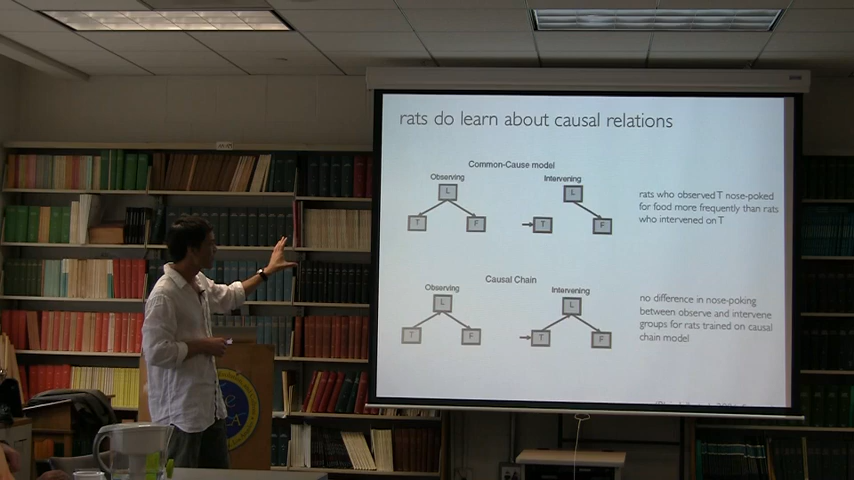 rats do learn about causal relations
Common-Cause model
Observing
Intervening
L
L
T
F
T
F
rats who observed T nose-poked
for food more frequently than rats
who intervened on T
Causal Chain
Observing
Intervening
L
L
T
F
T
F
no difference in nose-poking
between observe and intervene
groups for rats trained on causal
chain model